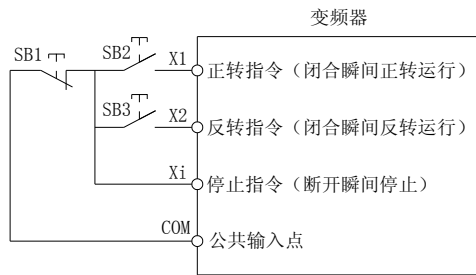 变频器
SB1
SB2
X1
正转指令（闭合瞬间正转运行）
SB3
X2
反转指令（闭合瞬间反转运行）
Xi
停止指令（断开瞬间停止）
COM
公共输入点